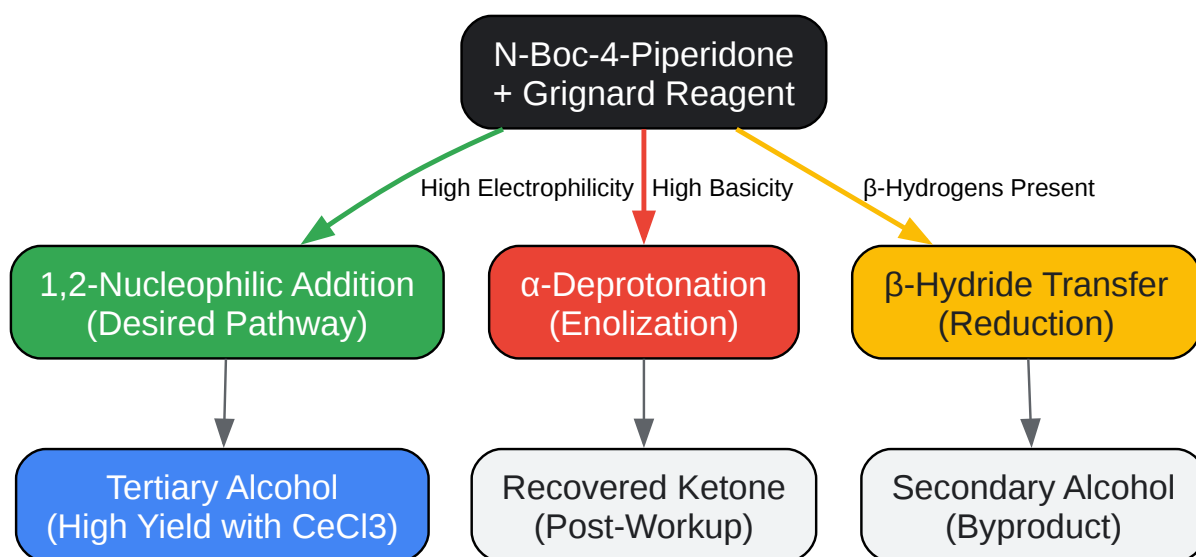 N-Boc-4-Piperidone
+ Grignard Reagent
High Electrophilicity
High Basicity
β-Hydrogens Present
1,2-Nucleophilic Addition
(Desired Pathway)
α-Deprotonation
(Enolization)
β-Hydride Transfer
(Reduction)
Tertiary Alcohol
(High Yield with CeCl3)
Recovered Ketone
(Post-Workup)
Secondary Alcohol
(Byproduct)